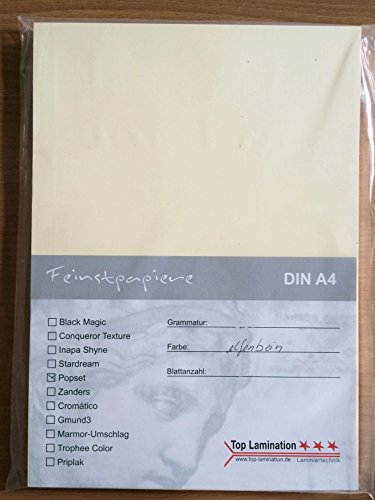 Feinstpapiere DIN A4
Black Magic
Conqueror Texture
Inapa Shyne
Stardream
Popset
Zanders
Cromático
Gmund3
Marmor-Umschlag
Trophee Color
Priplak
Grammatur:
Farbe: elfenbein
Blattanzahl:
Top Lamination
www.top-lamination.de Laminiertechnik